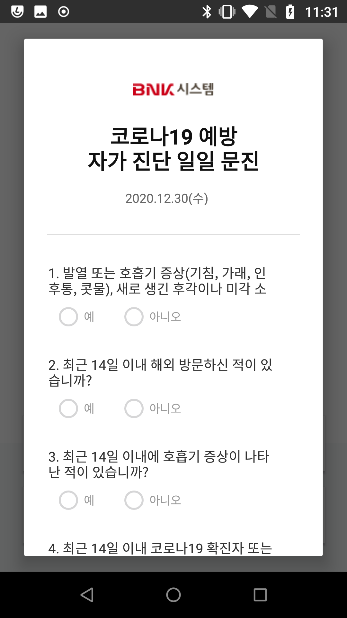 11:31
BNK 시스템
코로나19 예방
자가 진단 일일 문진
2020.12.30(수)
1. 발열 또는 호흡기 증상(기침, 가래, 인
후통, 콧물), 새로 생긴 후각이나 미각 소
예 아니오
2. 최근 14일 이내 해외 방문하신 적이 있
습니까?
예 아니오
3. 최근 14일 이내에 호흡기 증상이 나타
난 적이 있습니까?
예 아니오
4. 최근 14일 이내 코로나19 확진자 또는